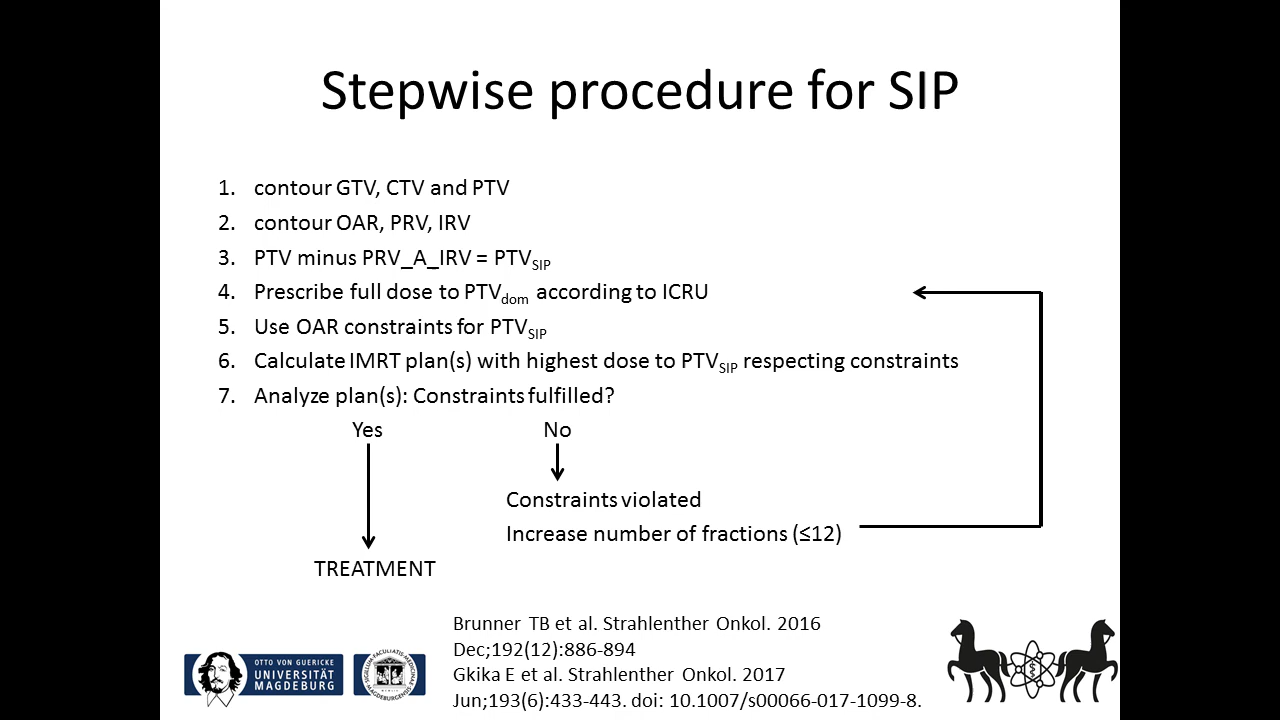 Stepwise procedure for SIP
1. contour GTV, CTV and PTV
2. contour OAR, PRV, IRV
3. PTV minus PRV_A_IRV = PTVSIP
4. Prescribe full dose to PTVdom according to ICRU
5. Use OAR constraints for PTVSIP
6. Calculate IMRT plan(s) with highest dose to PTVSIP respecting constraints
7. Analyze plan(s): Constraints fulfilled?
Yes No
Constraints violated
Increase number of fractions (≤12)
TREATMENT
Brunner TB et al. Strahlenther Onkol. 2016
Dec;192(12):886-894
Gkika E et al. Strahlenther Onkol. 2017
Jun;193(6):433-443. doi: 10.1007/s00066-017-1099-8.
OTTO VON GUERICKE
UNIVERSITÄT
MAGDEBURG